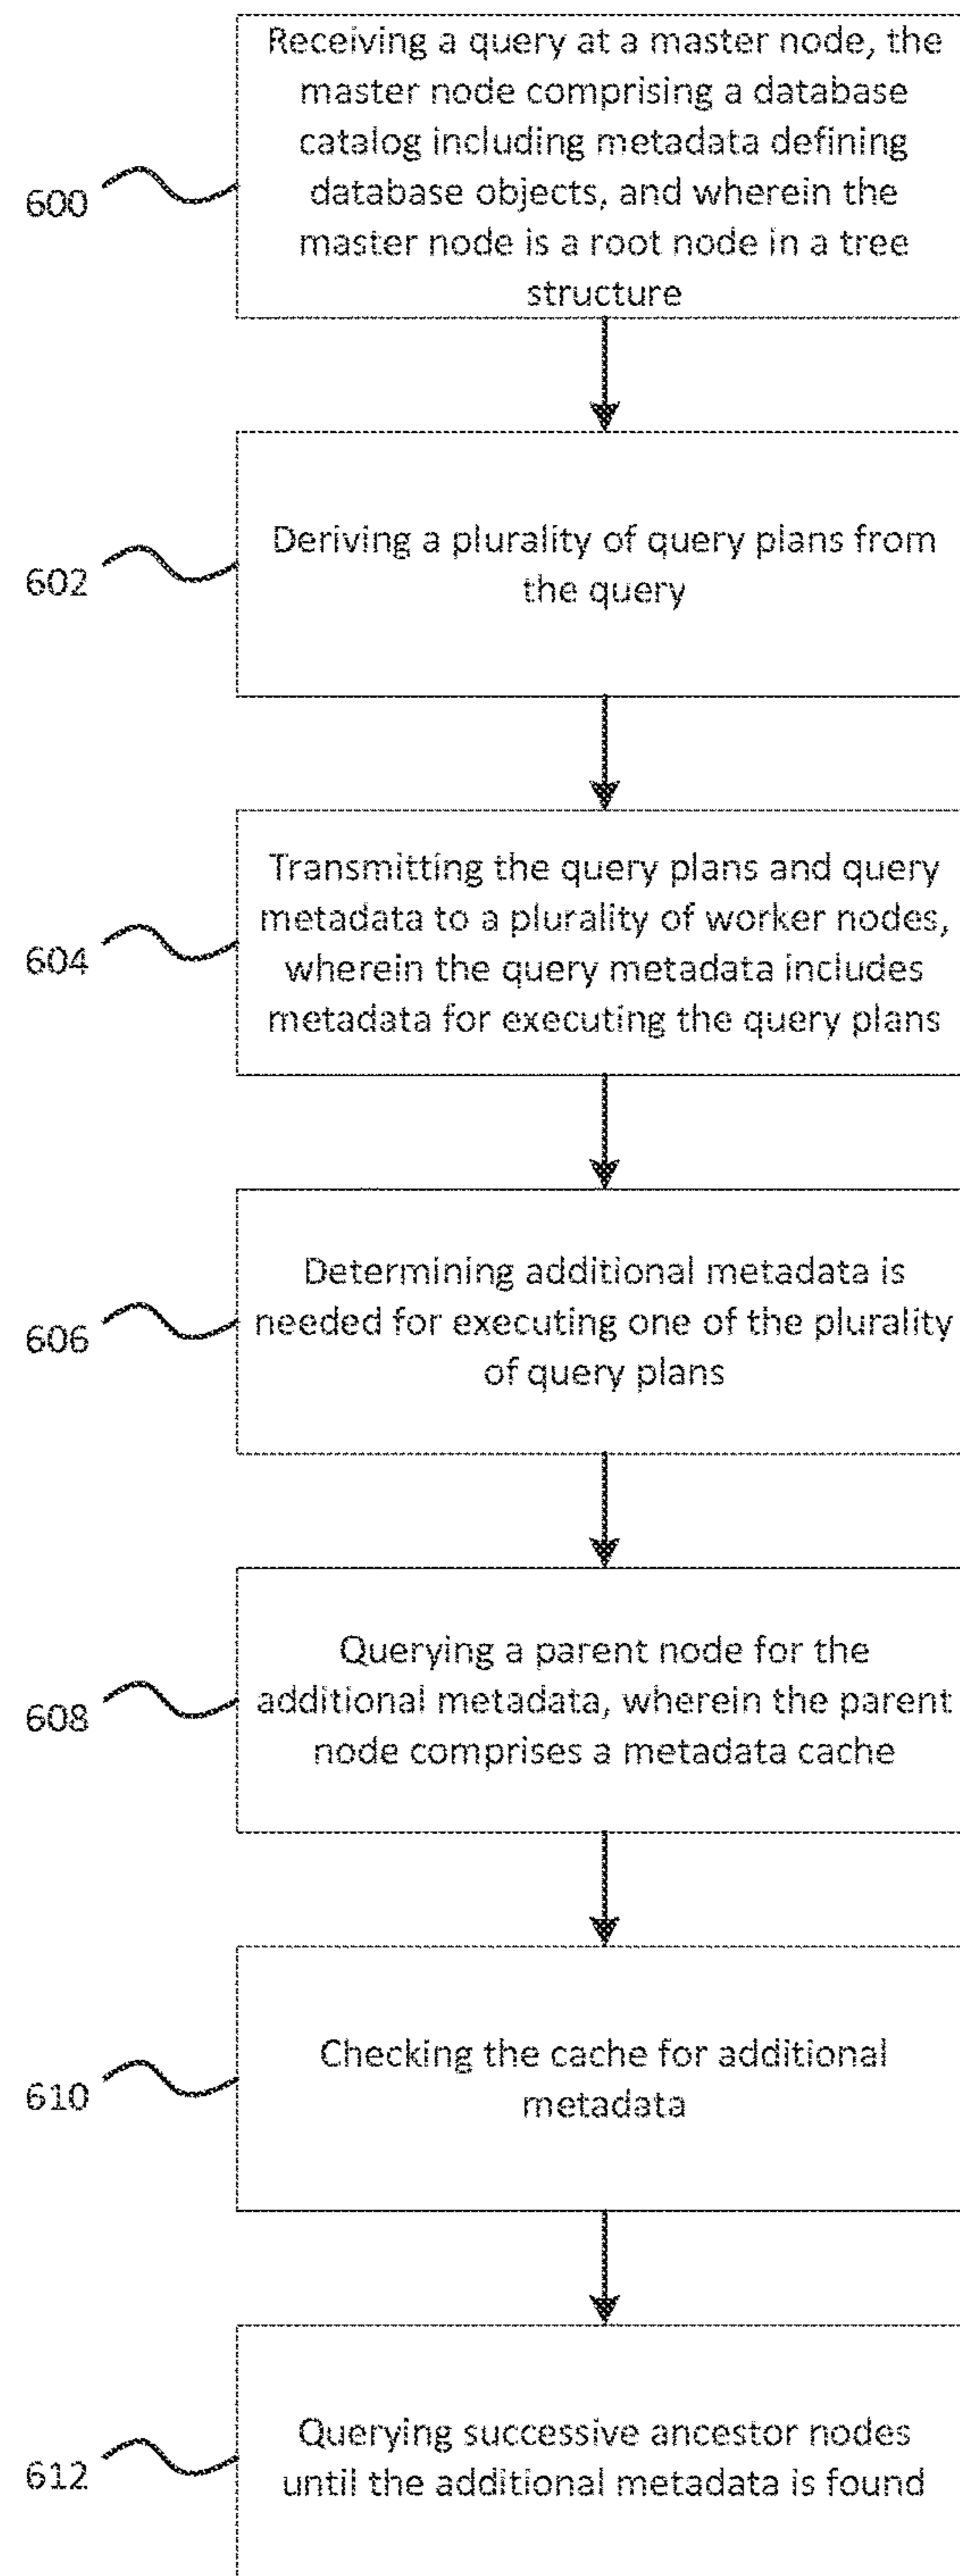 Receiving a query at a master node, the
master node comprising a database
catalog including metadata defining
database objects, and wherein the
master node is a root node in a tree
structure
600
Deriving a plurality of query plans from
the query
602
Transmitting the query plans and query
metadata to a plurality of worker nodes,
wherein the query metadata includes
metadata for executing the query plans
604
Determining additional metadata is
needed for executing one of the plurality
of query plans
606
Querying a parent node for the
additional metadata, wherein the parent
node comprises a metadata cache
608
Checking the cache for additional
metadata
610
Querying successive ancestor nodes
until the additional metadata is found
612